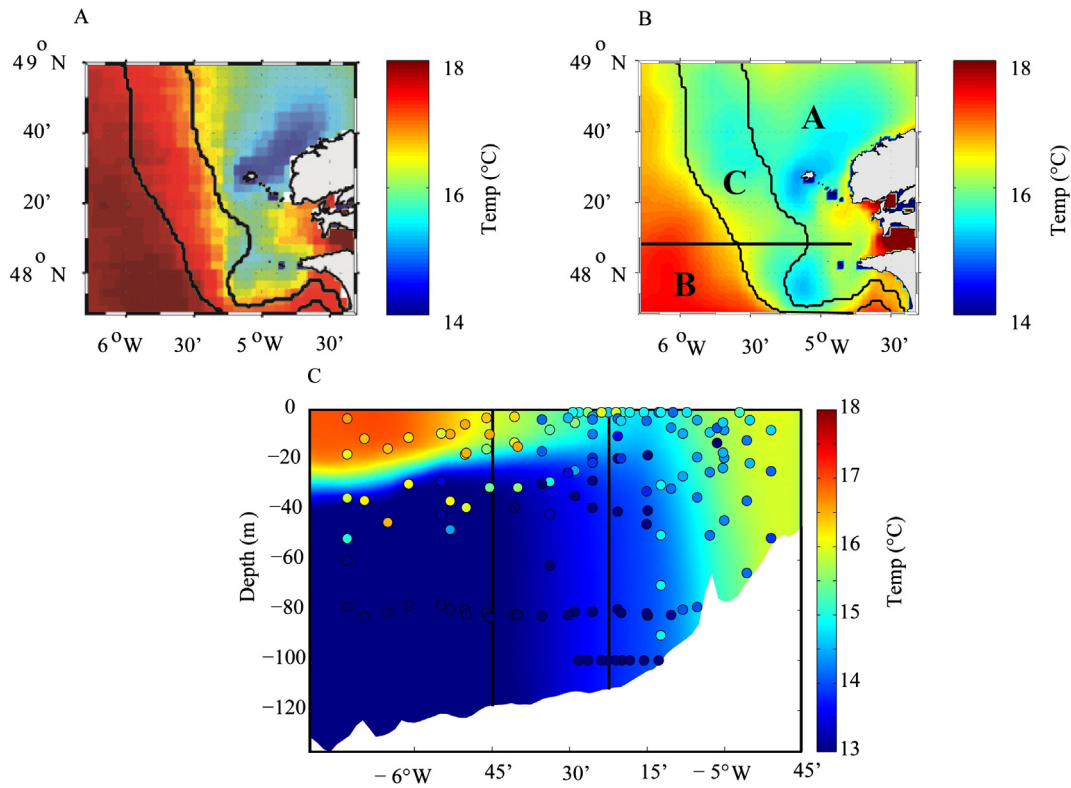 A
B
49 °N
40’
20’
48 °N
6 °W
30’
5 °W
30’
18
16
14
Temp (°C)
49 °N
40’
20’
48 °N
A
C
B
6 °W
30’
5 °W
30’
18
16
14
Temp (°C)
C
0
−20
−40
−60
−80
−100
−120
Depth (m )
− 6°W
45’
30’
15’
− 5°W
45’
18
17
16
15
14
13
Temp (°C)